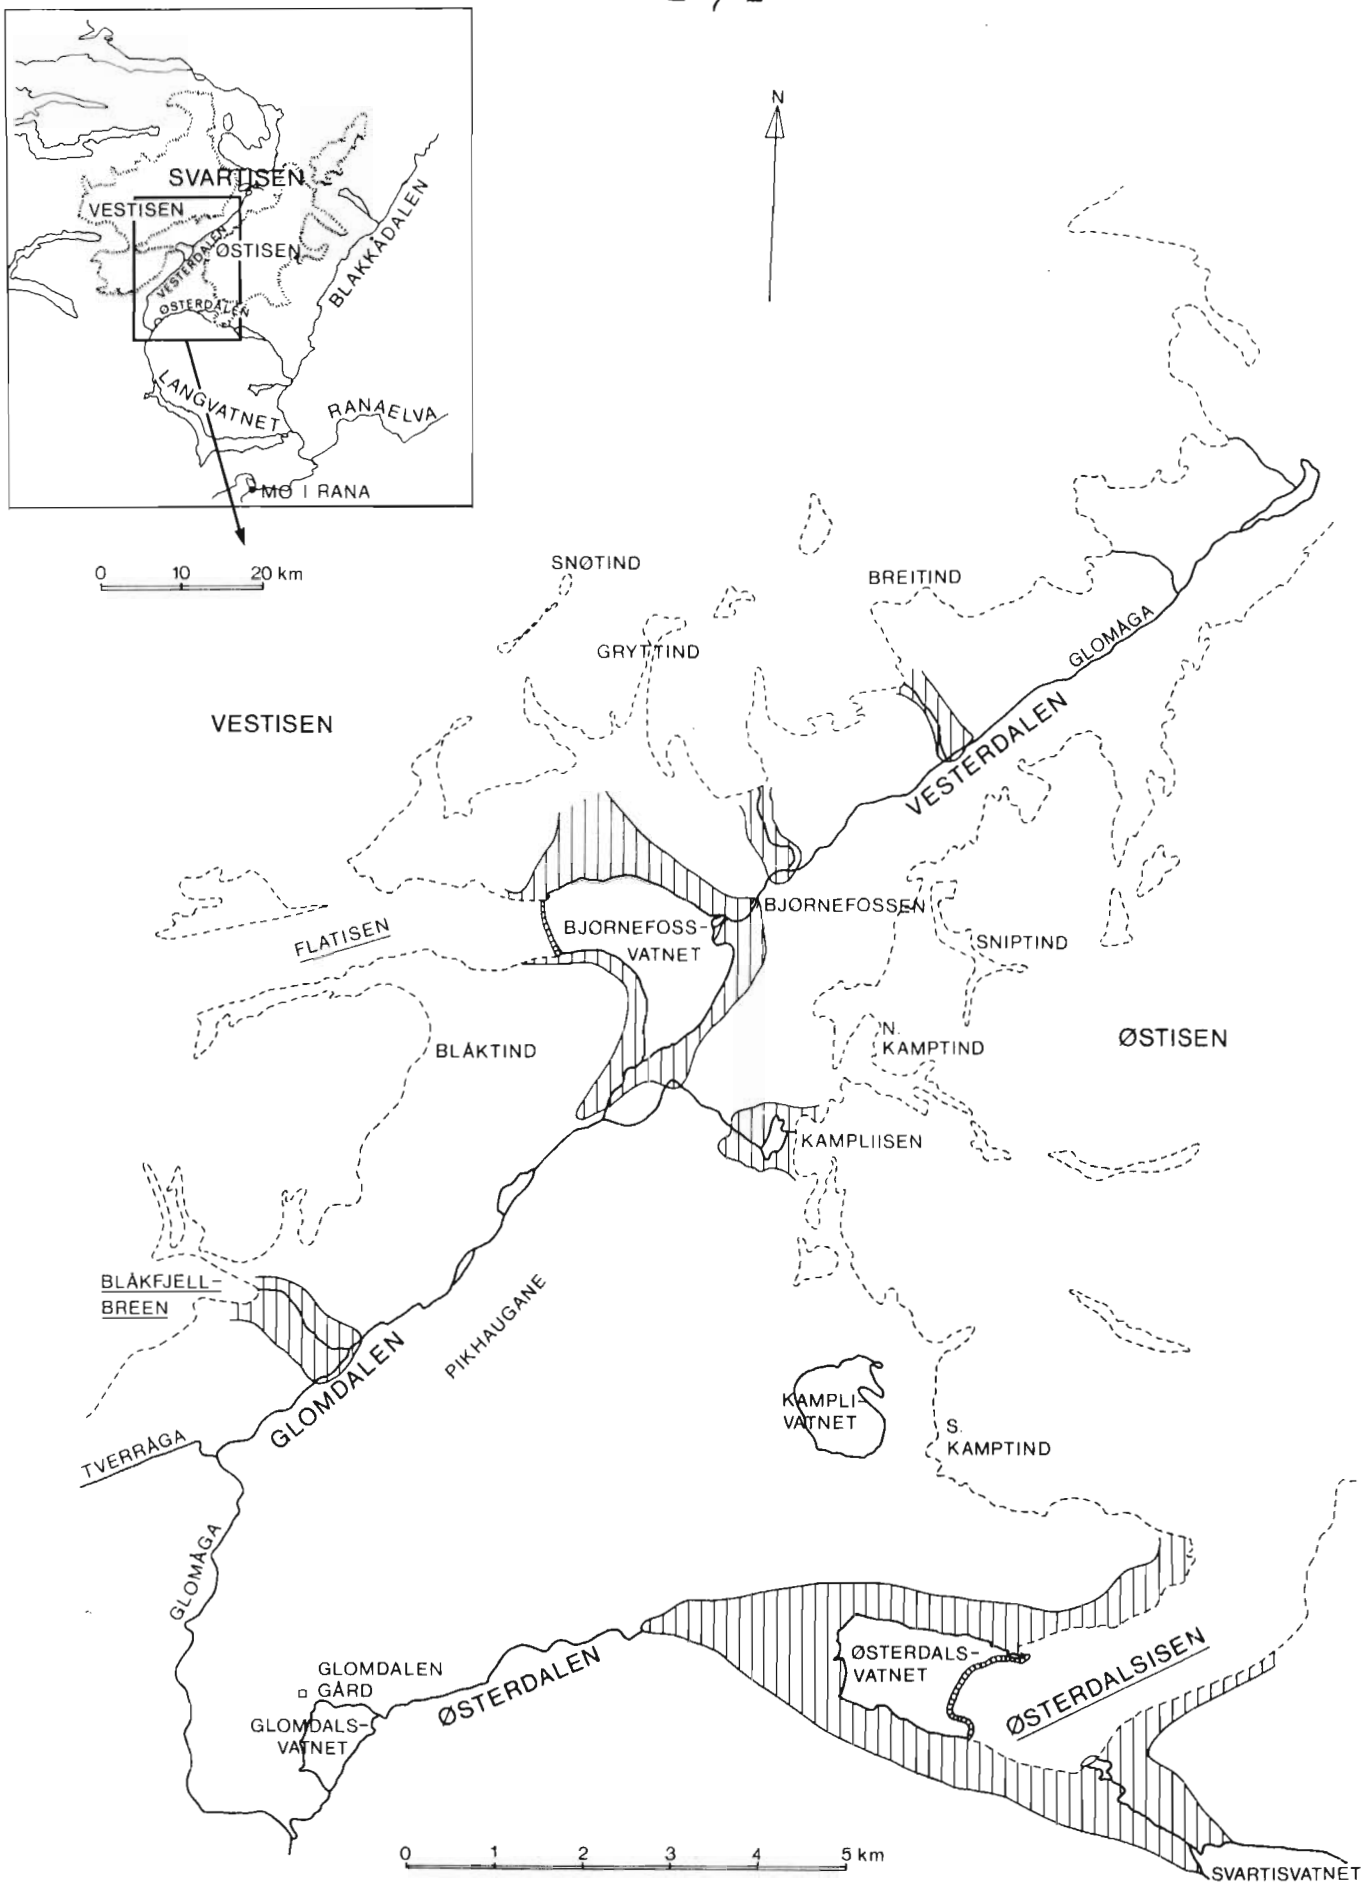 SVARTISEN
VESTISEN
ØSTISEN
VESTERDALEN
ØSTERDALEN
BLAKKÅDALEN
LANGVATNET
RANAELVA
MO I RANA
0 10 20 km
N
SNØTIND
BREITIND
GRYTTIND
GLOMÅGA
VESTISEN
VESTERDALEN
BJØRNEFOSSEN
BJØRNEFOSS-
VATNET
FLATISEN
SNIPTIND
N.
KAMPTIND
ØSTISEN
BLÅKTIND
KAMPLIISEN
BLÅKFJELL-
BREEN
PIKHAUGANE
GLOMDALEN
KAMPLI-
VATNET
S.
KAMPTIND
TVERRÅGA
GLOMÅGA
GLOMDALEN
GÅRD
GLOMDALS-
VATNET
ØSTERDALEN
ØSTERDALS-
VATNET
ØSTERDALSISEN
0 1 2 3 4 5 km
SVARTISVATNET